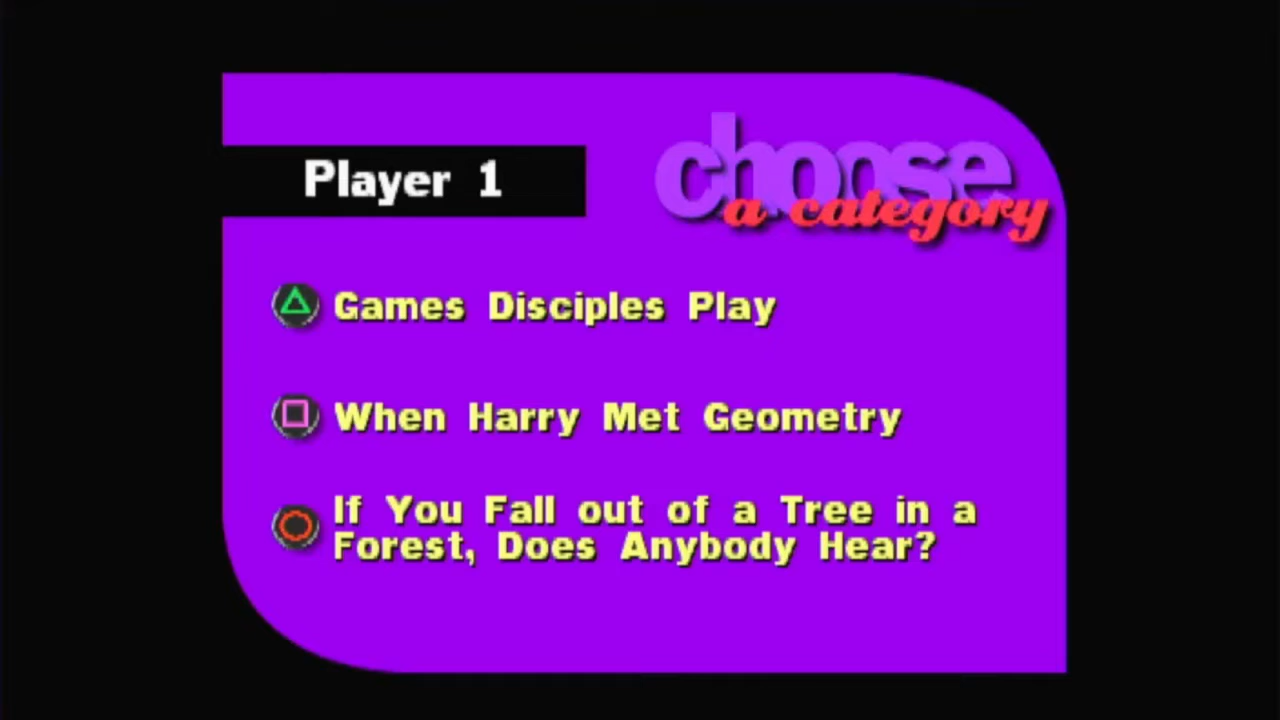 choose
a category
Player 1
Games Disciples Play
When Harry Met Geometry
If You Fall out of a Tree in a
Forest, Does Anybody Hear?